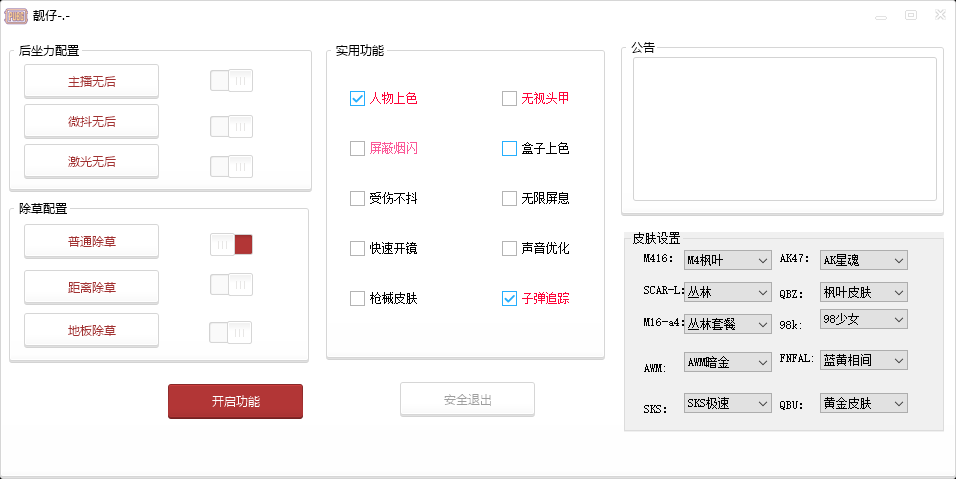 靓仔-.-
后坐力配置
主播无后
微抖无后
激光无后
除草配置
普通除草
距离除草
地板除草
开启功能
实用功能
人物上色
无视头甲
屏蔽烟闪
盒子上色
受伤不抖
无限屏息
快速开镜
声音优化
枪械皮肤
子弹追踪
安全退出
公告
皮肤设置
M416: M4枫叶 AK47: AK星魂
SCAR-L: 丛林 QBZ: 枫叶皮肤
M16-a4: 丛林套餐 98k: 98少女
AWM: AWM暗金 FNFAL: 蓝黄相间
SKS: SKS极速 QBU: 黄金皮肤